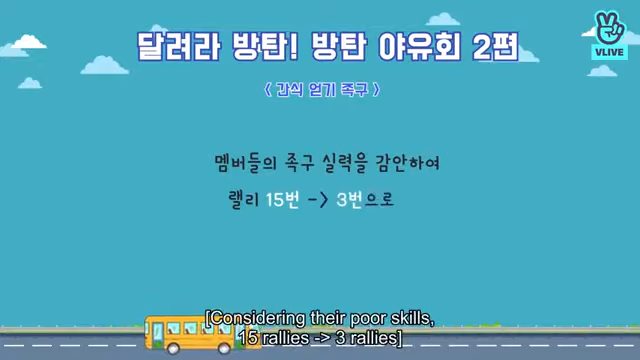 달려라 방탄! 방탄 야유회 2편
VLIVE
< 간식 얻기 족구 >
멤버들의 족구 실력을 감안하여
랠리 15번 -> 3번으로
[Considering their poor skills,
15 rallies -> 3 rallies]